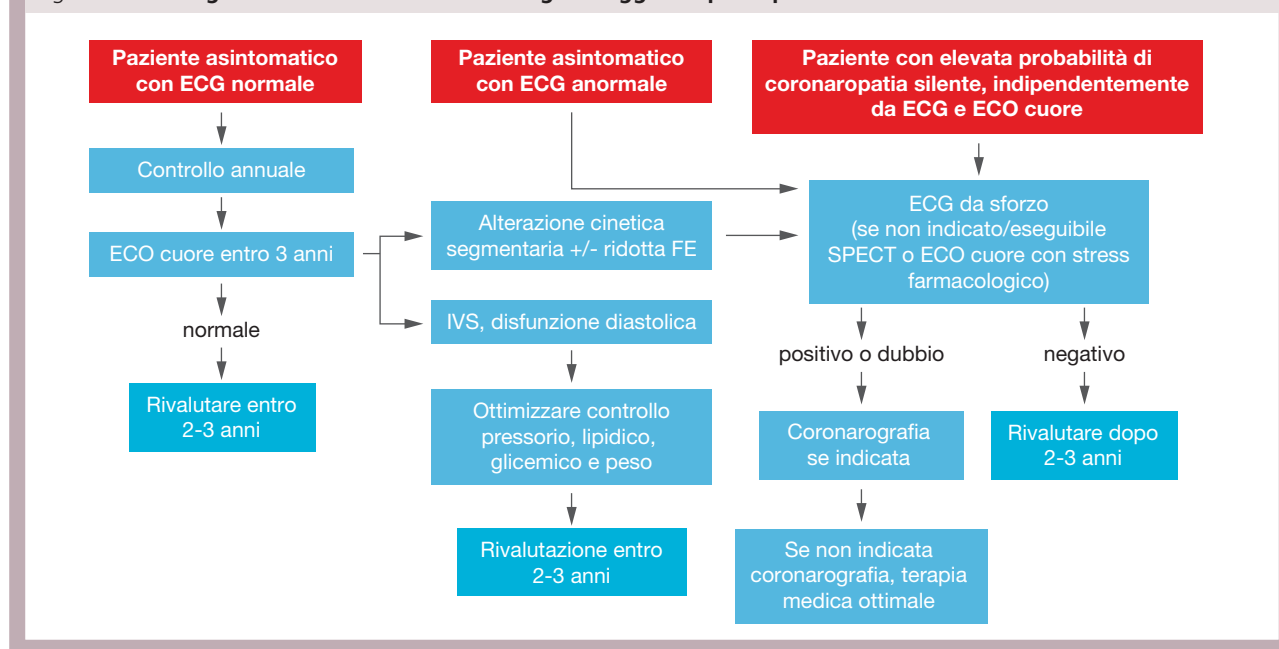 Paziente asintomatico
con ECG normale
Controllo annuale
ECO cuore entro 3 anni
normale
Rivalutare entro
2-3 anni
Paziente asintomatico
con ECG anormale
Alterazione cinetica
segmentaria +/- ridotta FE
IVS, disfunzione diastolica
Ottimizzare controllo
pressorio, lipidico,
glicemico e peso
Rivalutazione entro
2-3 anni
Paziente con elevata probabilità di
coronaropatia silente, indipendentemente
da ECG e ECO cuore
ECG da sforzo
(se non indicato/eseguibile
SPECT o ECO cuore con stress
farmacologico)
positivo o dubbio
Coronarografia
se indicata
Se non indicata
coronarografia, terapia
medica ottimale
negativo
Rivalutare dopo
2-3 anni